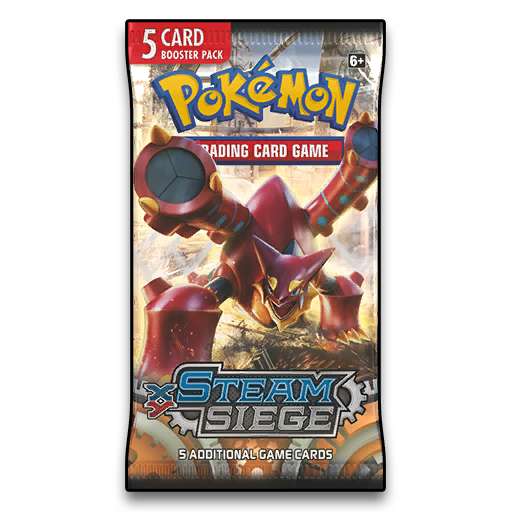 5 CARD
BOOSTER PACK
6+
POKéMON
RADING CARD GAME
XY
STEAM
SIEGE
5 ADDITIONAL GAME CARDS